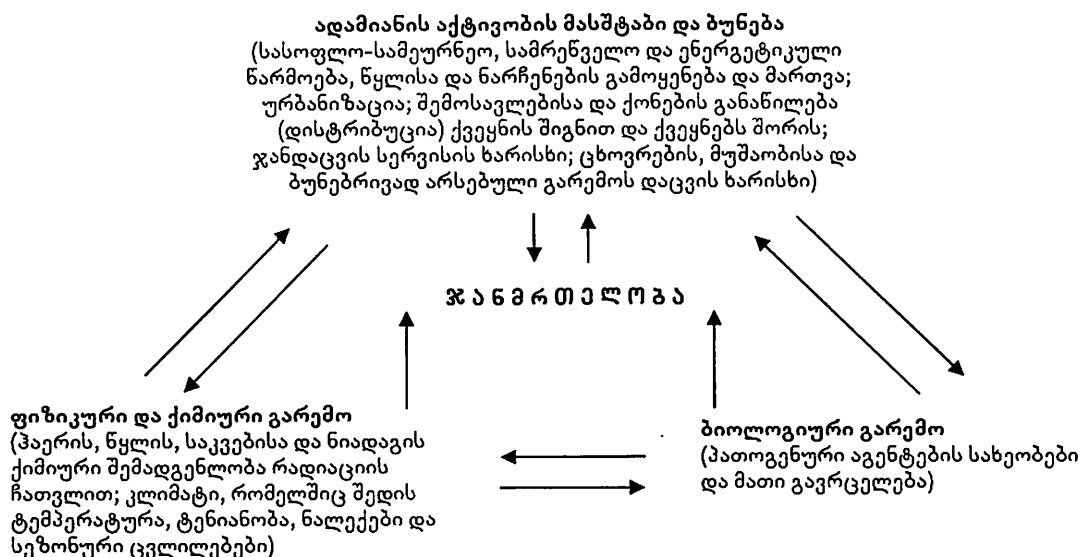 ადამიანის აქტივობის მასშტაბი და ბუნება
(სასოფლო-სამეურნეო, სამრეწველო და ენერგეტიკული
წარმოება, წყლისა და ნარჩენების გამოყენება და მართვა;
ურბანიზაცია; შემოსავლებისა და ქონების განაწილება
(დისტრიბუცია) ქვეყნის შიგნით და ქვეყნებს შორის;
ჯანდაცვის სერვისის ხარისხი; ცხოვრების, მუშაობისა და
ბუნებრივად არსებული გარემოს დაცვის ხარისხი)
ჯანმრთელობა
ფიზიკური და ქიმიური გარემო
(ჰაერის, წყლის, საკვებისა და ნიადაგის
ქიმიური შემადგენლობა რადიაციის
ჩათვლით; კლიმატი, რომელშიც შედის
ტემპერატურა, ტენიანობა, ნალექები და
სეზონური ცვლილებები)
ბიოლოგიური გარემო
(პათოგენური აგენტების სახეობები
და მათი გავრცელება)